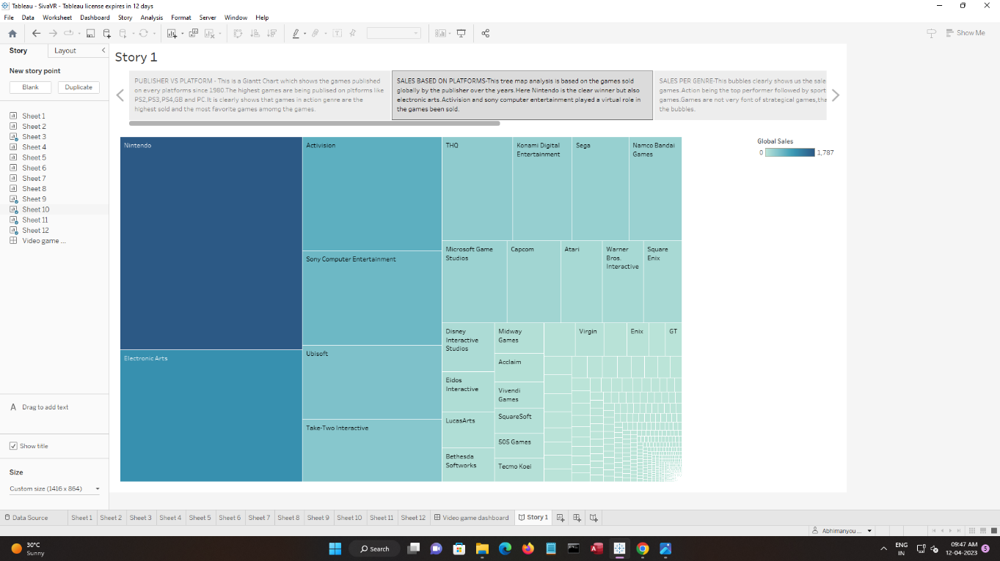 Tableau - SivaVR - Tableau license expires in 12 days
File Data Worksheet Dashboard Story Analysis Format Server Window Help
Show Me
Story Layout
New story point
Blank Duplicate
Sheet 1
Sheet 2
Sheet 3
Sheet 4
Sheet 5
Sheet 6
Sheet 7
Sheet 8
Sheet 9
Sheet 10
Sheet 11
Sheet 12
Video game ...
A Drag to add text
Show title
Size
Custom size (1416 x 864)
Story 1
PUBLISHER VS PLATFORM - This is a Giantt Chart which shows the games published
on every platforms since 1980.The highest games are being publised on pltforms like
PS2,PS3,PS4,GB and PC.It is clearly shows that games in action genre are the
highest sold and the most favorite games among the games.
SALES BASED ON PLATFORMS-This tree map analysis is based on the games sold
globally by the publisher over the years.Here Nintendo is the clear winner but also
electronic arts.Activision and sony computer entertainment played a virtual role in
the games been sold.
SALES PER GENRE-This bubbles clearly shows us the sale
games.Action being the top performer followed by sport
games.Games are not very font of strategical games,the
the bubbles.
Nintendo
Electronic Arts
Activision
Sony Computer Entertainment
Ubisoft
Take-Two Interactive
THQ
Konami Digital
Entertainment
Sega
Namco Bandai
Games
Microsoft Game
Studios
Capcom
Atari
Warner
Bros.
Interactive
Square
Enix
Disney
Interactive
Studios
Eidos
Interactive
LucasArts
Bethesda
Softworks
Midway
Games
Acclaim
Vivendi
Games
SquareSoft
505 Games
Tecmo Koei
Virgin
Enix
GT
Global Sales
0 1,787
Data Source Sheet 1 Sheet 2 Sheet 3 Sheet 4 Sheet 5 Sheet 6 Sheet 7 Sheet 8 Sheet 9 Sheet 10 Sheet 11 Sheet 12 Video game dashboard Story 1
Abhimanyou ...
30°C
Sunny
Search
ENG
IN
09:47 AM
12-04-2023
5